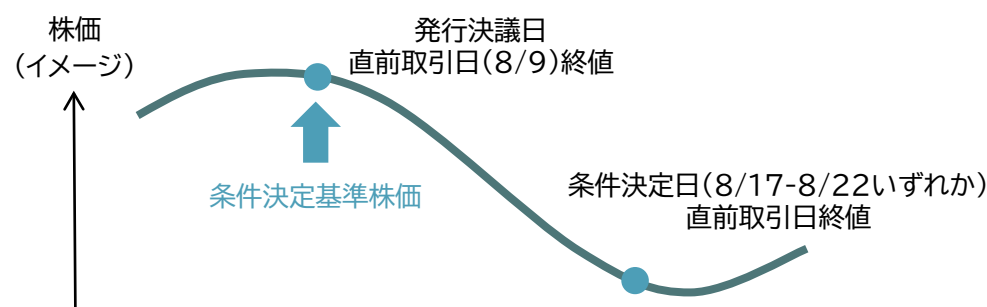 株価
(イメージ)
発行決議日
直前取引日(8/9)終値
条件決定基準株価
条件決定日(8/17-8/22いずれか)
直前取引日終値